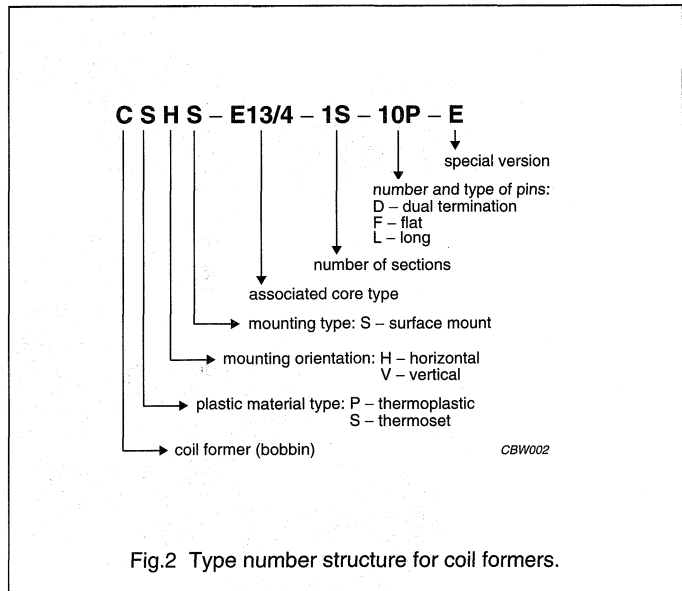 C S H S – E13/4 – 1S – 10P – E
special version
number and type of pins:
D – dual termination
F – flat
L – long
number of sections
associated core type
mounting type: S – surface mount
mounting orientation: H – horizontal
V – vertical
plastic material type: P – thermoplastic
S – thermoset
coil former (bobbin)
CBW002
Fig.2 Type number structure for coil formers.